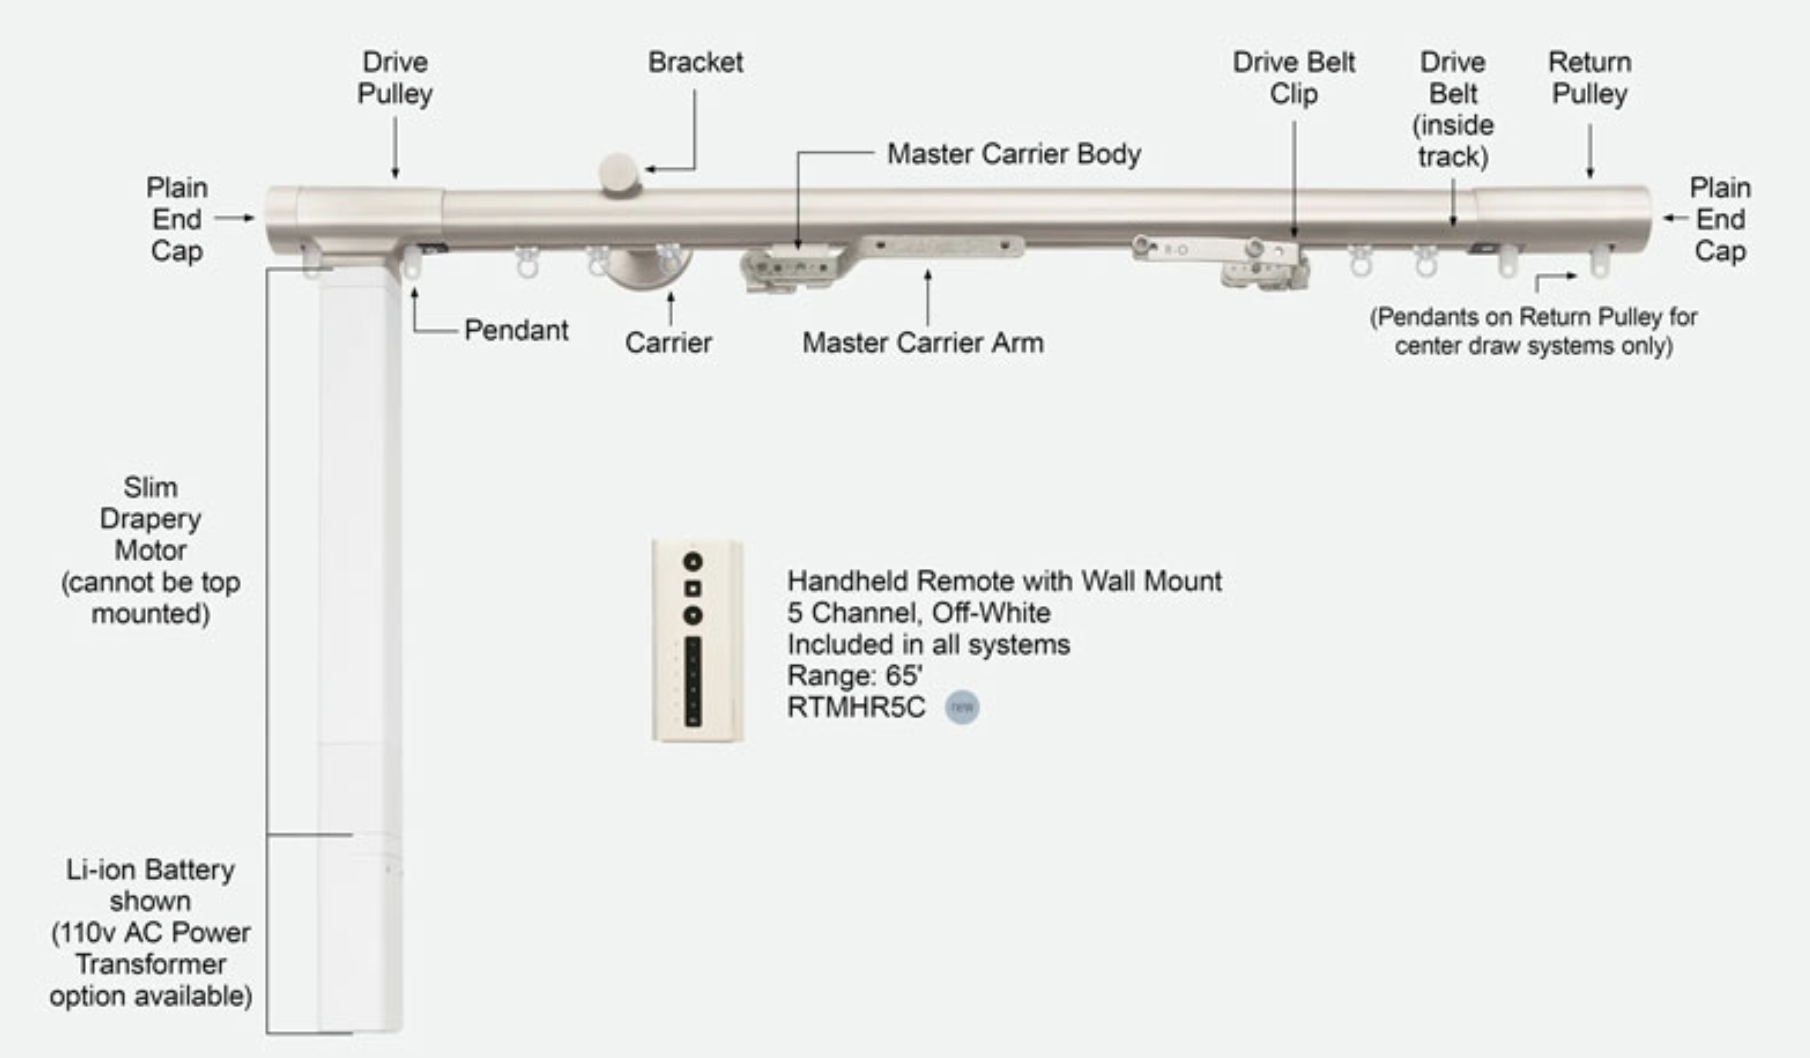 Drive
Pulley
Bracket
Drive Belt
Clip
Drive
Belt
(inside
track)
Return
Pulley
Master Carrier Body
Plain
End
Cap
Plain
End
Cap
Pendant
Carrier
Master Carrier Arm
(Pendants on Return Pulley for
center draw systems only)
Slim
Drapery
Motor
(cannot be top
mounted)
Handheld Remote with Wall Mount
5 Channel, Off-White
Included in all systems
Range: 65'
RTMHR5C
new
Li-ion Battery
shown
(110v AC Power
Transformer
option available)